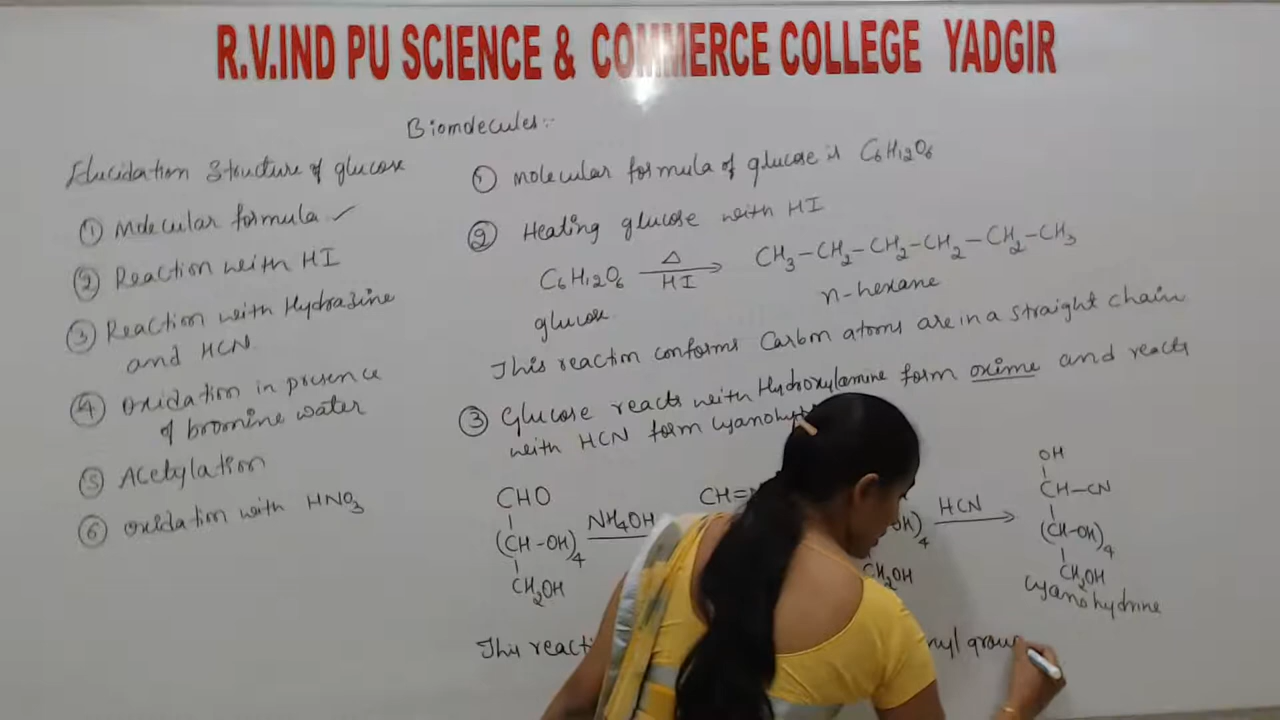 R.V.IND PU SCIENCE & COMMERCE COLLEGE YADGIR
Biomolecules:-
Elucidation Structure of glucose
① Molecular formula ✓
② Reaction with HI
③ Reaction with Hydrazine
and HCN
④ Oxidation in presence
of bromine water
⑤ Acetylation
⑥ Oxidation with HNO₃
① Molecular formula of glucose is C₆H₁₂O₆
② Heating glucose with HI
C₆H₁₂O₆ —Δ/HI→ CH₃-CH₂-CH₂-CH₂-CH₂-CH₃
glucose n-hexane
This reaction conforms Carbon atoms are in a straight chain
③ Glucose reacts with Hydroxylamine form oxime and reacts
with HCN form
CHO
(CH-OH)₄
CH₂OH
NH₄OH
CH=
OH)₄
CH₂OH
HCN
OH
CH-CN
(CH-OH)₄
CH₂OH
Cyanohydrine
This